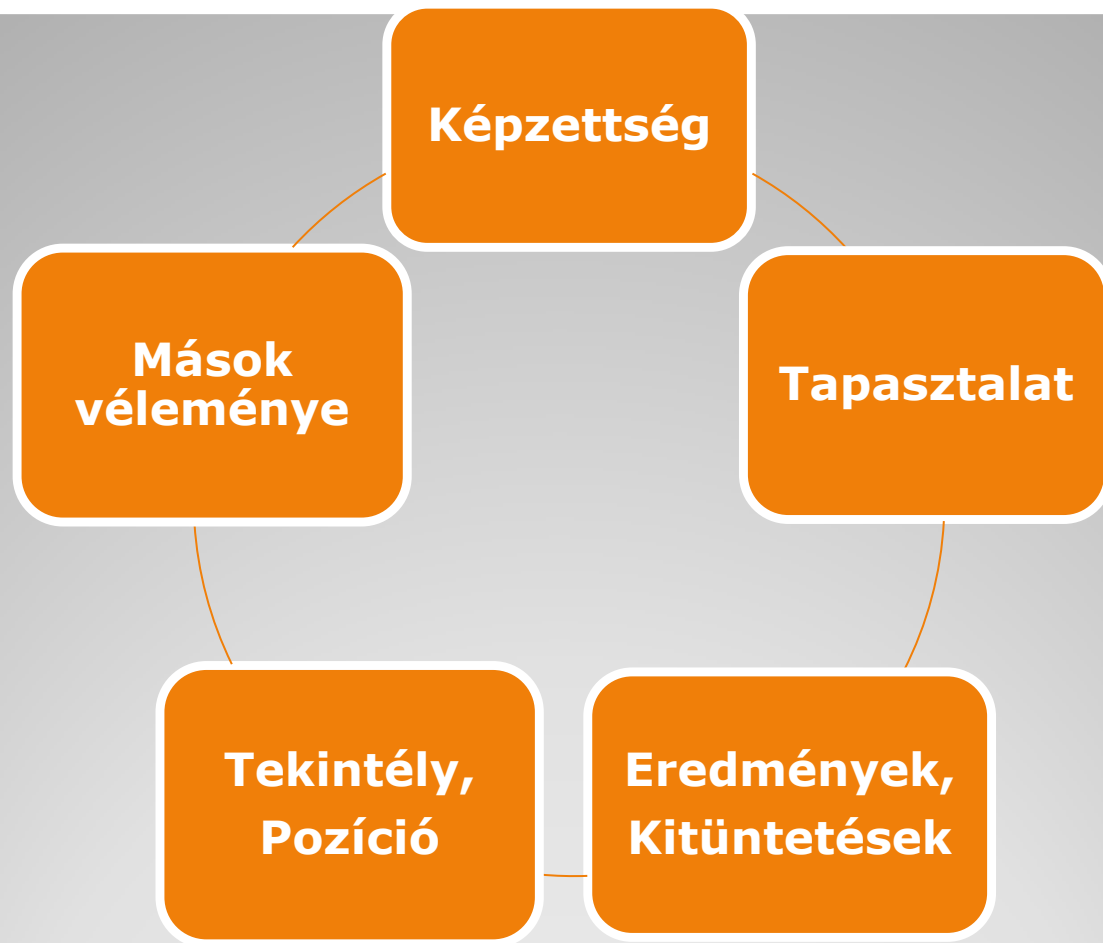 Képzettség
Tapasztalat
Eredmények,
Kitüntetések
Tekintély,
Pozíció
Mások
véleménye